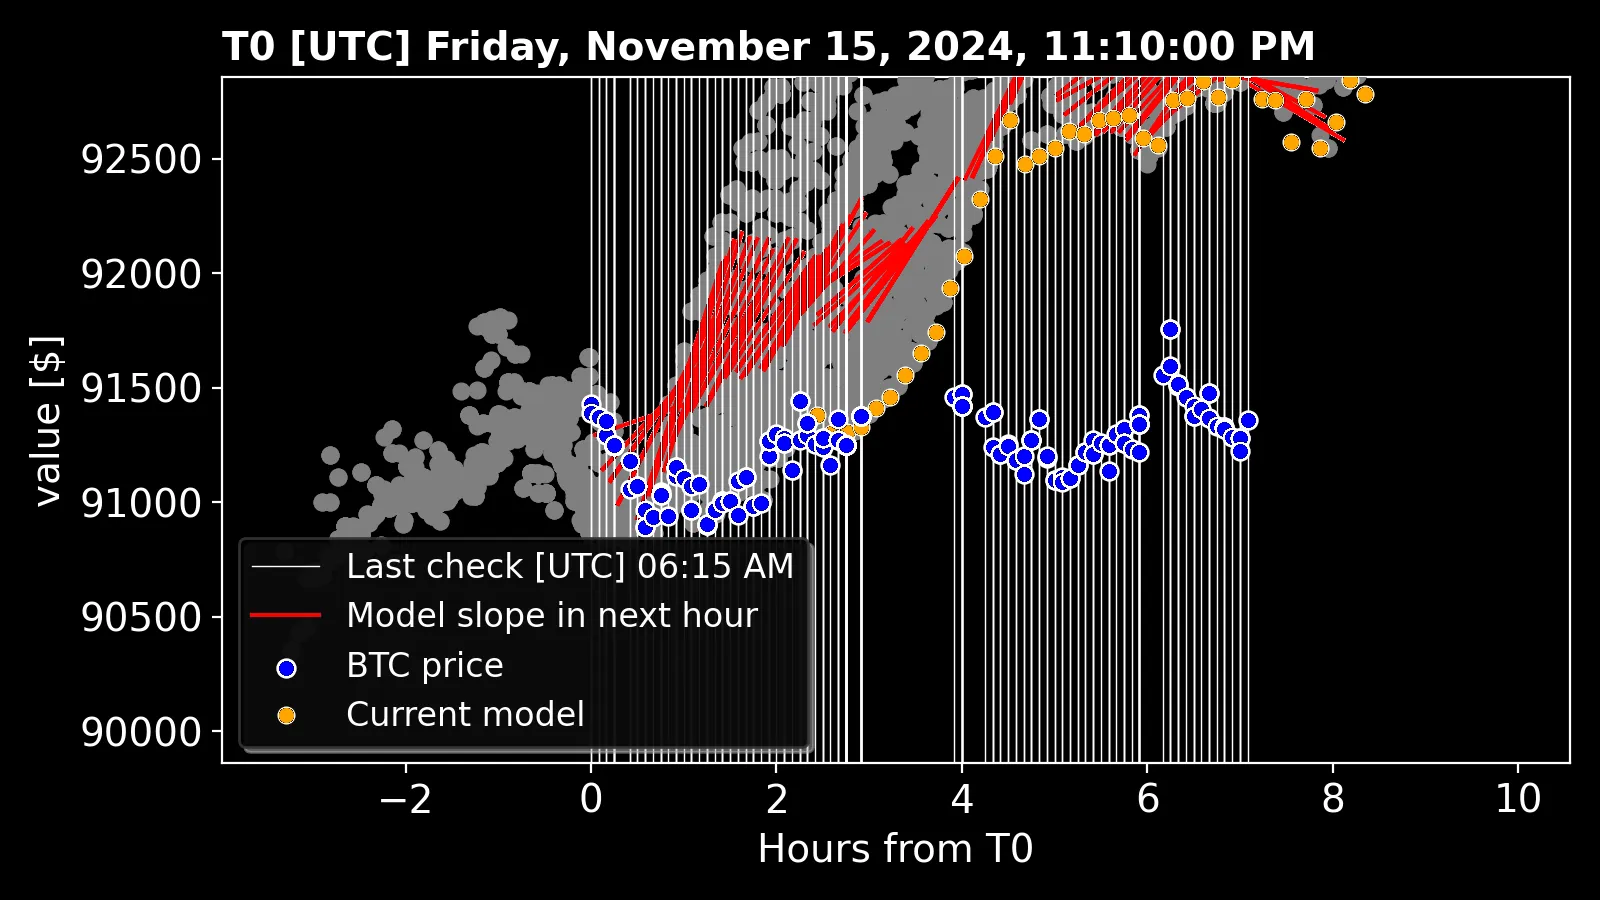 T0 [UTC] Friday, November 15, 2024, 11:10:00 PM
value [$]
92500
92000
91500
91000
90500
90000
Last check [UTC] 06:15 AM
Model slope in next hour
BTC price
Current model
−2 0 2 4 6 8 10
Hours from T0